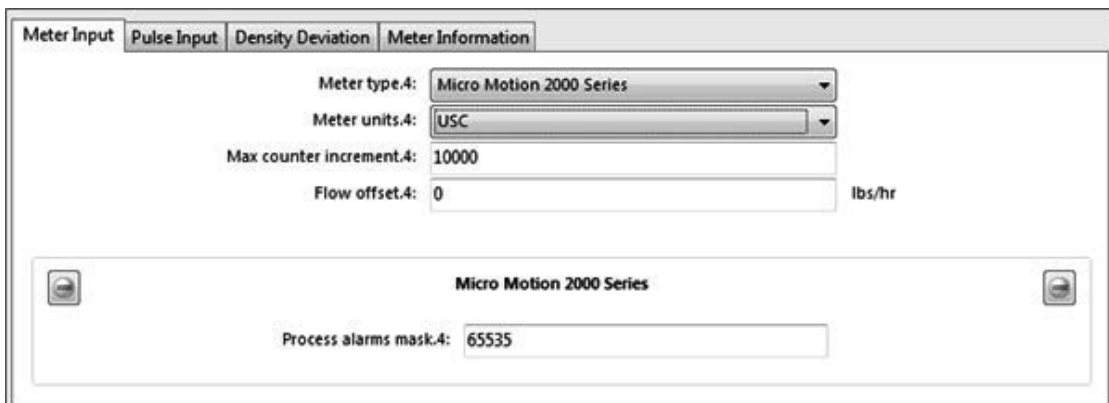 Meter Input Pulse Input Density Deviation Meter Information
Meter type.4: Micro Motion 2000 Series
Meter units.4: USC
Max counter increment.4: 10000
Flow offset.4: 0 lbs/hr
Micro Motion 2000 Series
Process alarms mask.4: 65535